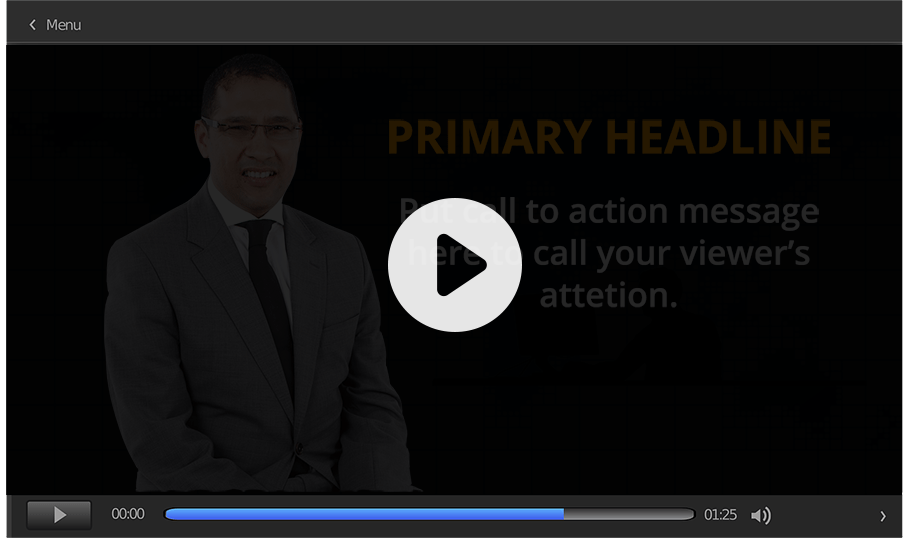 Menu
PRIMARY HEADLINE
Put call to action message
here to call your viewer’s
attetion.
00:00
01:25